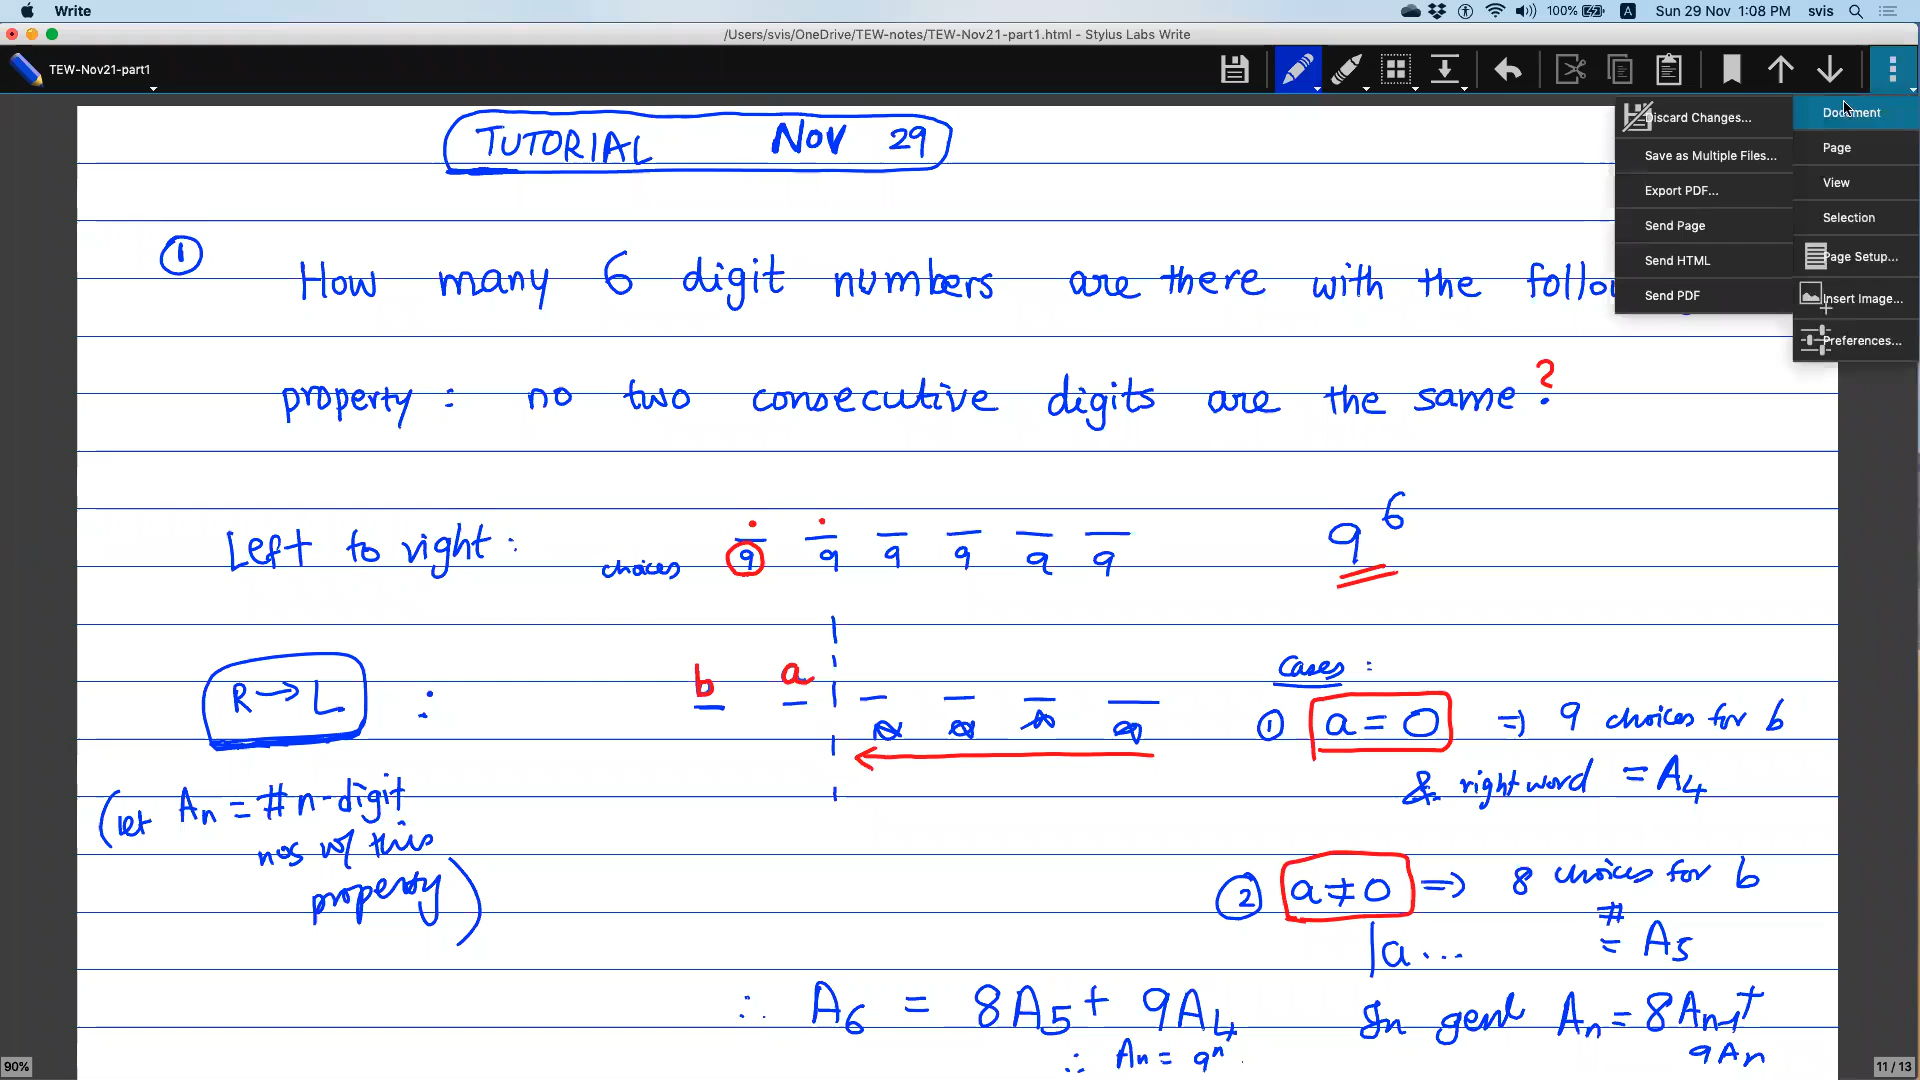 Write
100% A Sun 29 Nov 1:08 PM svis
/Users/svis/OneDrive/TEW-notes/TEW-Nov21-part1.html - Stylus Labs Write
TEW-Nov21-part1
Document
Page
View
Selection
Page Setup...
Insert Image...
Preferences...
Discard Changes...
Save as Multiple Files...
Export PDF...
Send Page
Send HTML
Send PDF
TUTORIAL Nov 29
① How many 6 digit numbers are there with the follo
property : no two consecutive digits are the same ?
Left to right : choices 9 9 9 9 9 9 9^6
R → L : b a
Cases :
① a = 0 ⇒ 9 choices for b
& right word = A4
(let An = # n-digit
nos w/ this
property)
② a ≠ 0 ⇒ 8 choices for b
|a ... # = A5
∴ A6 = 8A5 + 9A4
In genl An = 8An-1 +
9An
∴ An = 9^n
90%
11 / 13